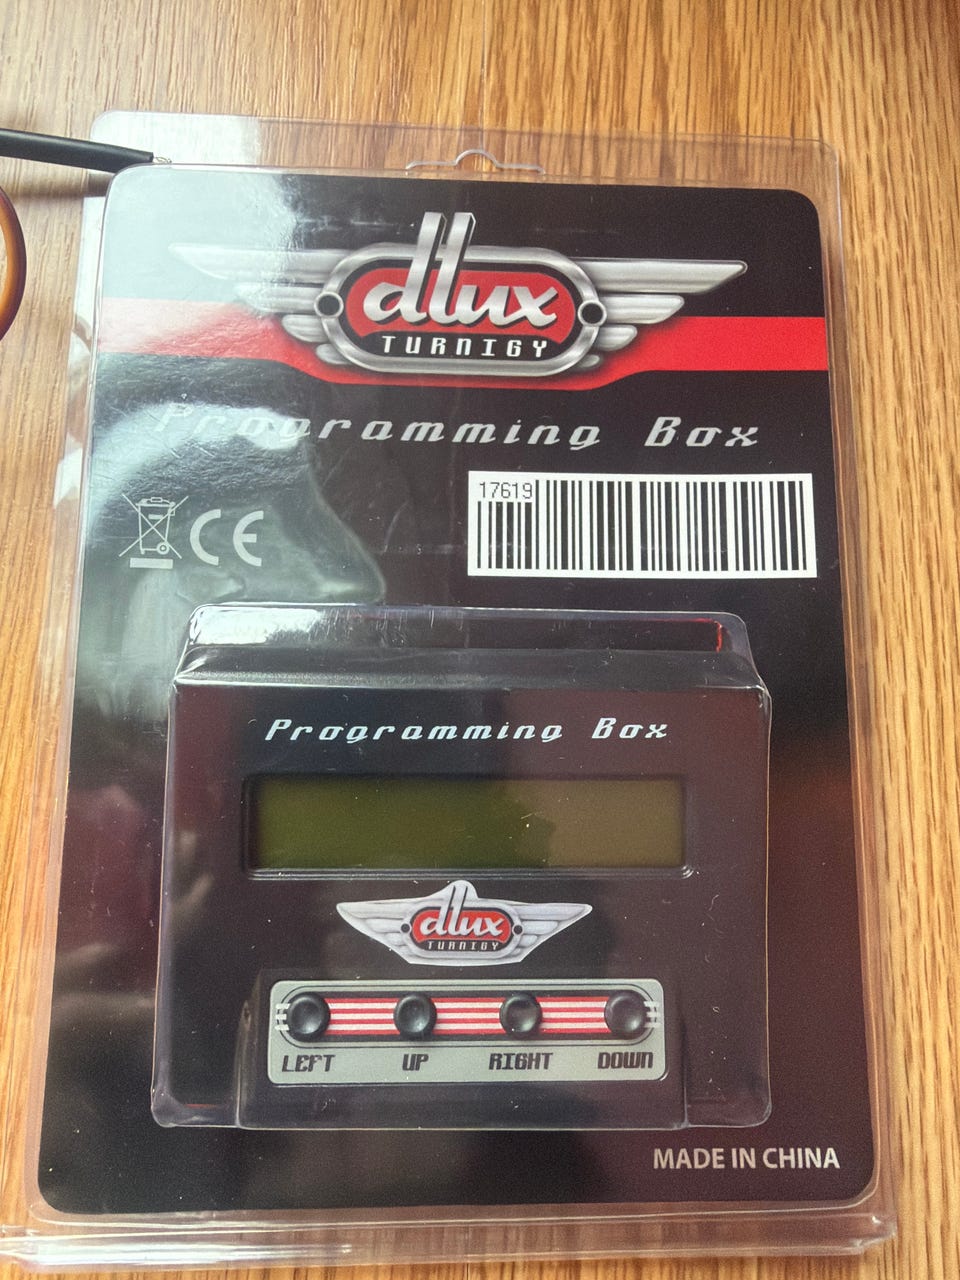 dlux
TURNIGY
Programming Box
17619
CE
Programming Box
dlux
TURNIGY
LEFT UP RIGHT DOWN
MADE IN CHINA